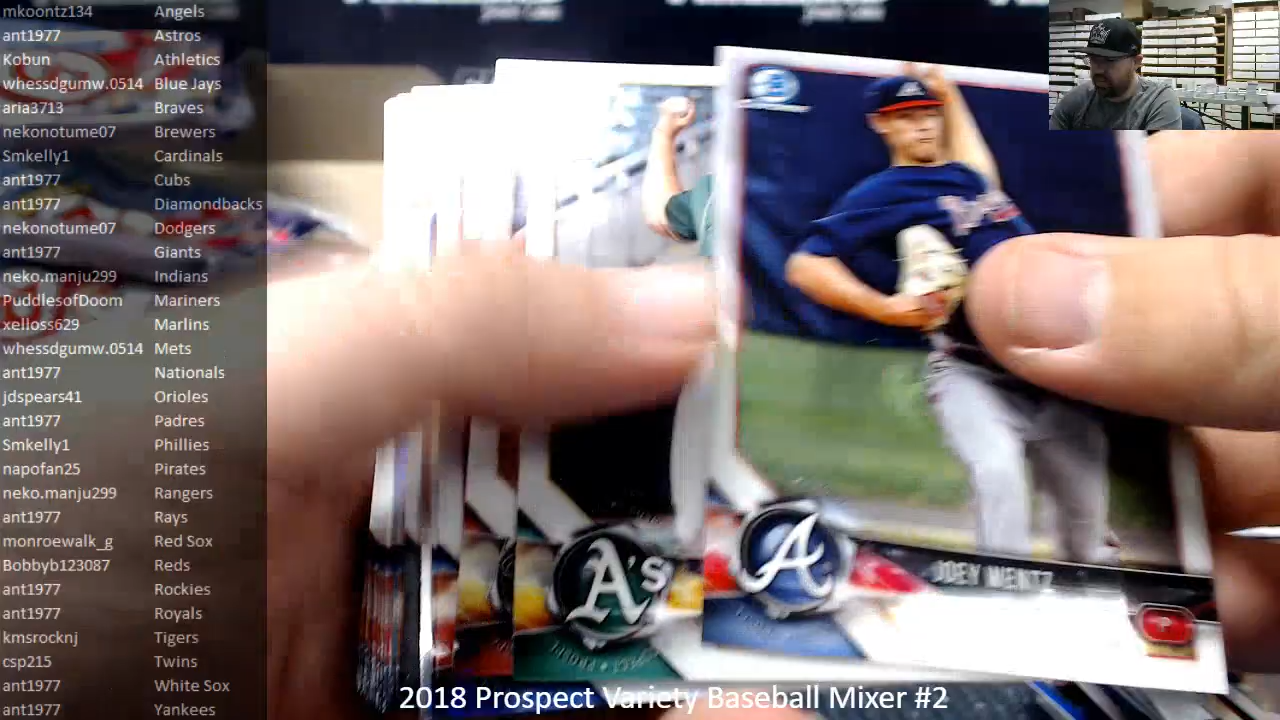 mkoontz134 Angels
ant1977 Astros
Kobun Athletics
whessdgumw.0514 Blue Jays
aria3713 Braves
nekonotume07 Brewers
Smkelly1 Cardinals
ant1977 Cubs
ant1977 Diamondbacks
nekonotume07 Dodgers
ant1977 Giants
neko.manju299 Indians
PuddlesofDoom Mariners
xelloss629 Marlins
whessdgumw.0514 Mets
ant1977 Nationals
jdspears41 Orioles
ant1977 Padres
Smkelly1 Phillies
napofan25 Pirates
neko.manju299 Rangers
ant1977 Rays
monroewalk_g Red Sox
Bobbyb123087 Reds
ant1977 Rockies
ant1977 Royals
kmsrocknj Tigers
csp215 Twins
ant1977 White Sox
ant1977 Yankees
A's
A
JOEY WENTZ
P
2018 Prospect Variety Baseball Mixer #2